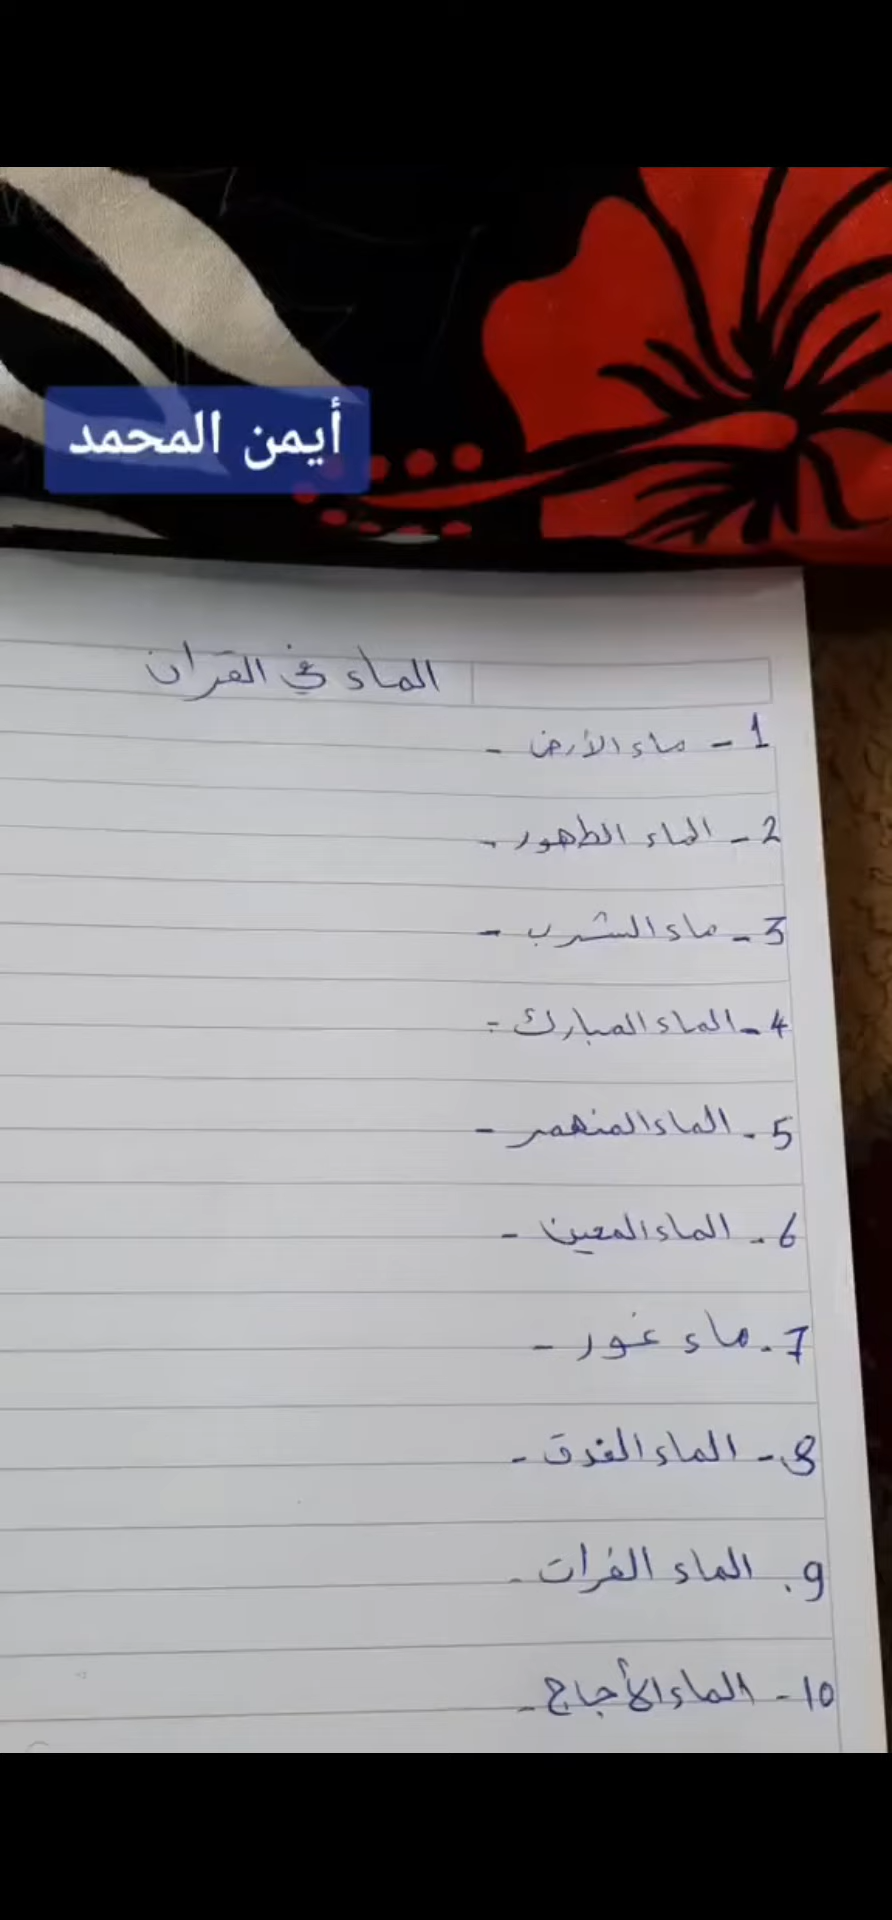 أيمن المحمد
الماء في القرآن
1 - ماء الأرض -
2 - الماء الطهور -
3 - ماء الشرب -
4 - الماء المبارك -
5 - الماء المنهمر -
6 - الماء المعين -
7 . ماء غور -
8 - الماء الغدق -
9 . الماء الفرات -
10 - الماء الأجاج -